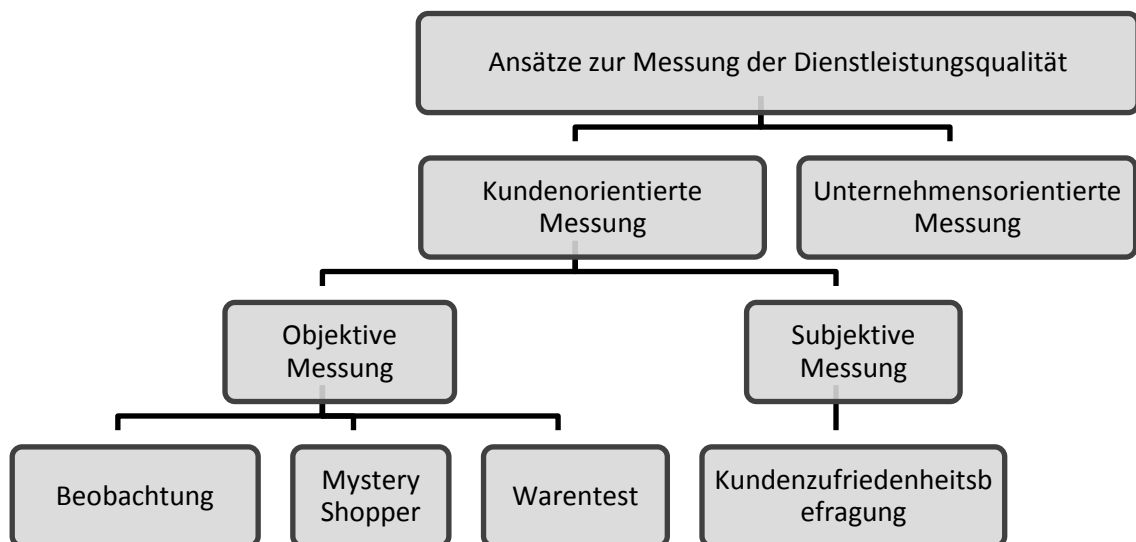 Ansätze zur Messung der Dienstleistungsqualität
Kundenorientierte
Messung
Unternehmensorientierte
Messung
Objektive
Messung
Subjektive
Messung
Beobachtung
Mystery
Shopper
Warentest
Kundenzufriedenheitsb
efragung